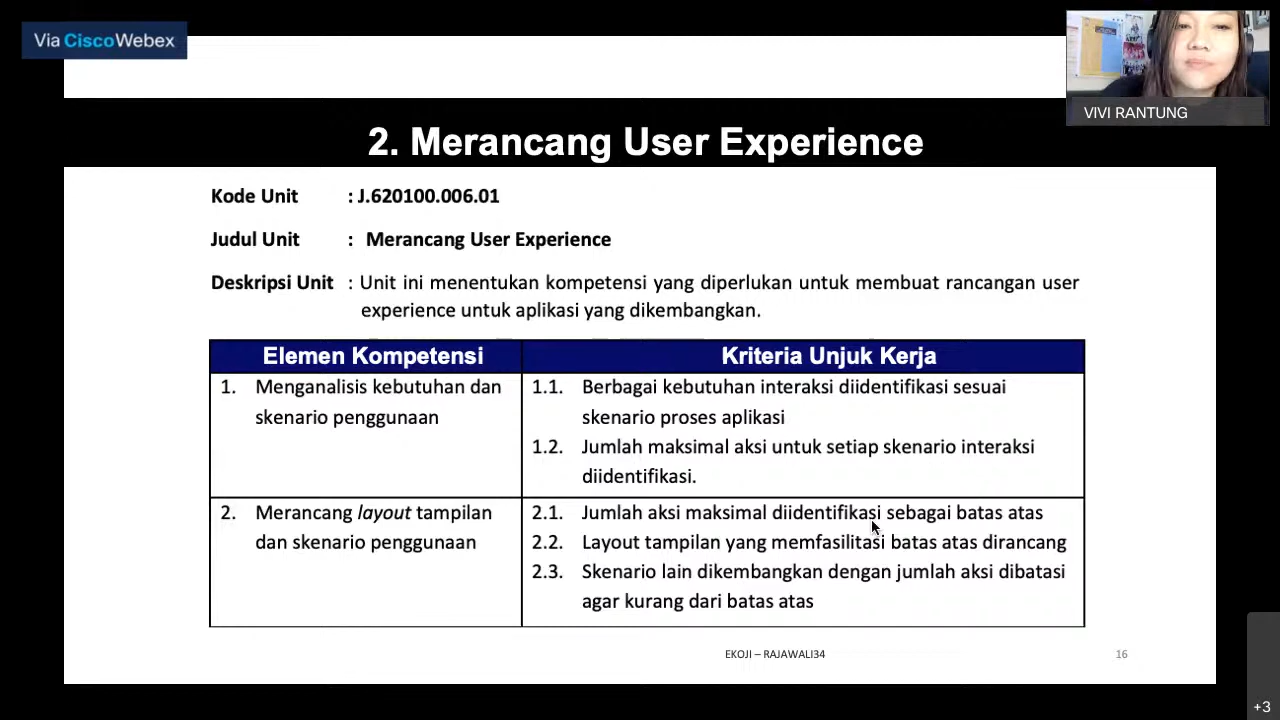 Via CiscoWebex
VIVI RANTUNG
2. Merancang User Experience
Kode Unit : J.620100.006.01
Judul Unit : Merancang User Experience
Deskripsi Unit : Unit ini menentukan kompetensi yang diperlukan untuk membuat rancangan user
experience untuk aplikasi yang dikembangkan.
Elemen Kompetensi
Kriteria Unjuk Kerja
1. Menganalisis kebutuhan dan
skenario penggunaan
1.1. Berbagai kebutuhan interaksi diidentifikasi sesuai
skenario proses aplikasi
1.2. Jumlah maksimal aksi untuk setiap skenario interaksi
diidentifikasi.
2. Merancang layout tampilan
dan skenario penggunaan
2.1. Jumlah aksi maksimal diidentifikasi sebagai batas atas
2.2. Layout tampilan yang memfasilitasi batas atas dirancang
2.3. Skenario lain dikembangkan dengan jumlah aksi dibatasi
agar kurang dari batas atas
EKOJI – RAJAWALI34
16
+3